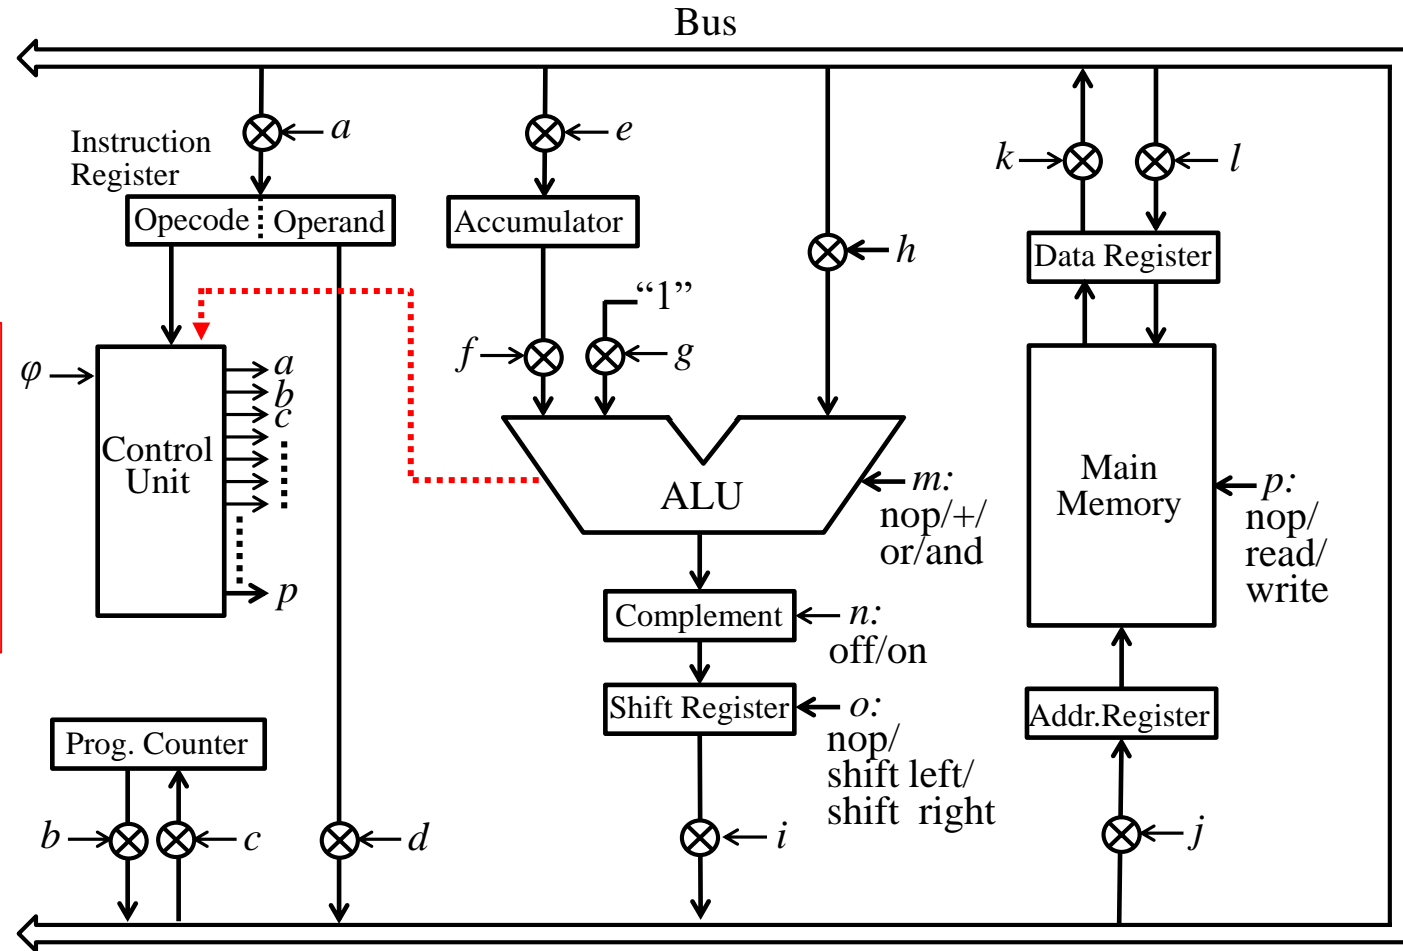 Bus
a
e
Instruction
Register
k
l
Opecode
Operand
Accumulator
h
Data Register
“1”
f
g
φ
a
b
c
Control
Unit
p
ALU
m:
nop/+/
or/and
Main
Memory
p:
nop/
read/
write
Complement
n:
off/on
Shift Register
o:
nop/
shift left/
shift right
Addr.Register
Prog. Counter
b
c
d
i
j